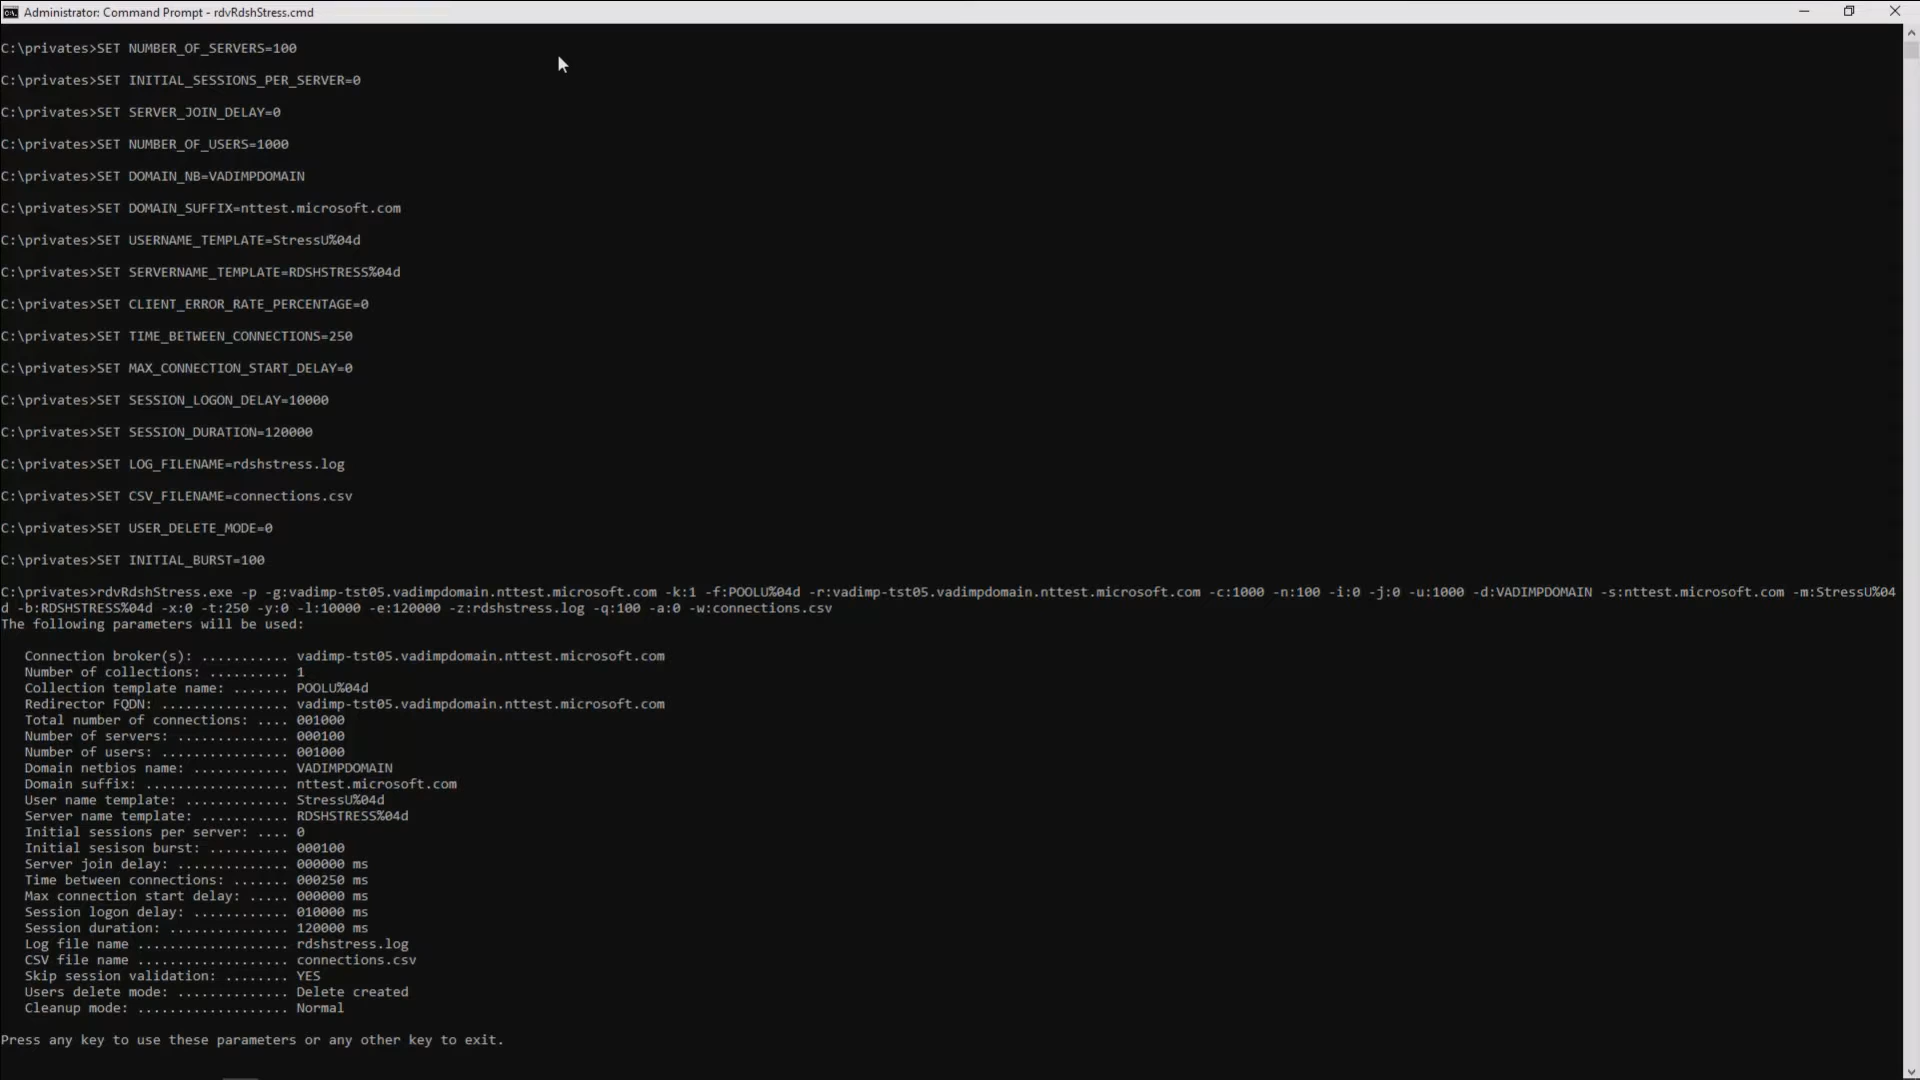 Administrator: Command Prompt - rdvRdshStress.cmd
C:\privates>SET NUMBER_OF_SERVERS=100
C:\privates>SET INITIAL_SESSIONS_PER_SERVER=0
C:\privates>SET SERVER_JOIN_DELAY=0
C:\privates>SET NUMBER_OF_USERS=1000
C:\privates>SET DOMAIN_NB=VADIMPDOMAIN
C:\privates>SET DOMAIN_SUFFIX=nttest.microsoft.com
C:\privates>SET USERNAME_TEMPLATE=StressU%04d
C:\privates>SET SERVERNAME_TEMPLATE=RDSHSTRESS%04d
C:\privates>SET CLIENT_ERROR_RATE_PERCENTAGE=0
C:\privates>SET TIME_BETWEEN_CONNECTIONS=250
C:\privates>SET MAX_CONNECTION_START_DELAY=0
C:\privates>SET SESSION_LOGON_DELAY=10000
C:\privates>SET SESSION_DURATION=120000
C:\privates>SET LOG_FILENAME=rdshstress.log
C:\privates>SET CSV_FILENAME=connections.csv
C:\privates>SET USER_DELETE_MODE=0
C:\privates>SET INITIAL_BURST=100
C:\privates>rdvRdshStress.exe -p -g:vadimp-tst05.vadimpdomain.nttest.microsoft.com -k:1 -f:POOLU%04d -r:vadimp-tst05.vadimpdomain.nttest.microsoft.com -c:1000 -n:100 -i:0 -j:0 -u:1000 -d:VADIMPDOMAIN -s:nttest.microsoft.com -m:StressU%04
d -b:RDSHSTRESS%04d -x:0 -t:250 -y:0 -l:10000 -e:120000 -z:rdshstress.log -q:100 -a:0 -w:connections.csv
The following parameters will be used:
Connection broker(s): ........... vadimp-tst05.vadimpdomain.nttest.microsoft.com
Number of collections: .......... 1
Collection template name: ....... POOLU%04d
Redirector FQDN: ................ vadimp-tst05.vadimpdomain.nttest.microsoft.com
Total number of connections: .... 001000
Number of servers: .............. 000100
Number of users: ................ 001000
Domain netbios name: ............ VADIMPDOMAIN
Domain suffix: .................. nttest.microsoft.com
User name template: ............. StressU%04d
Server name template: ........... RDSHSTRESS%04d
Initial sessions per server: .... 0
Initial sesison burst: .......... 000100
Server join delay: .............. 000000 ms
Time between connections: ....... 000250 ms
Max connection start delay: ..... 000000 ms
Session logon delay: ............ 010000 ms
Session duration: ............... 120000 ms
Log file name ................... rdshstress.log
CSV file name ................... connections.csv
Skip session validation: ........ YES
Users delete mode: .............. Delete created
Cleanup mode: ................... Normal
Press any key to use these parameters or any other key to exit.